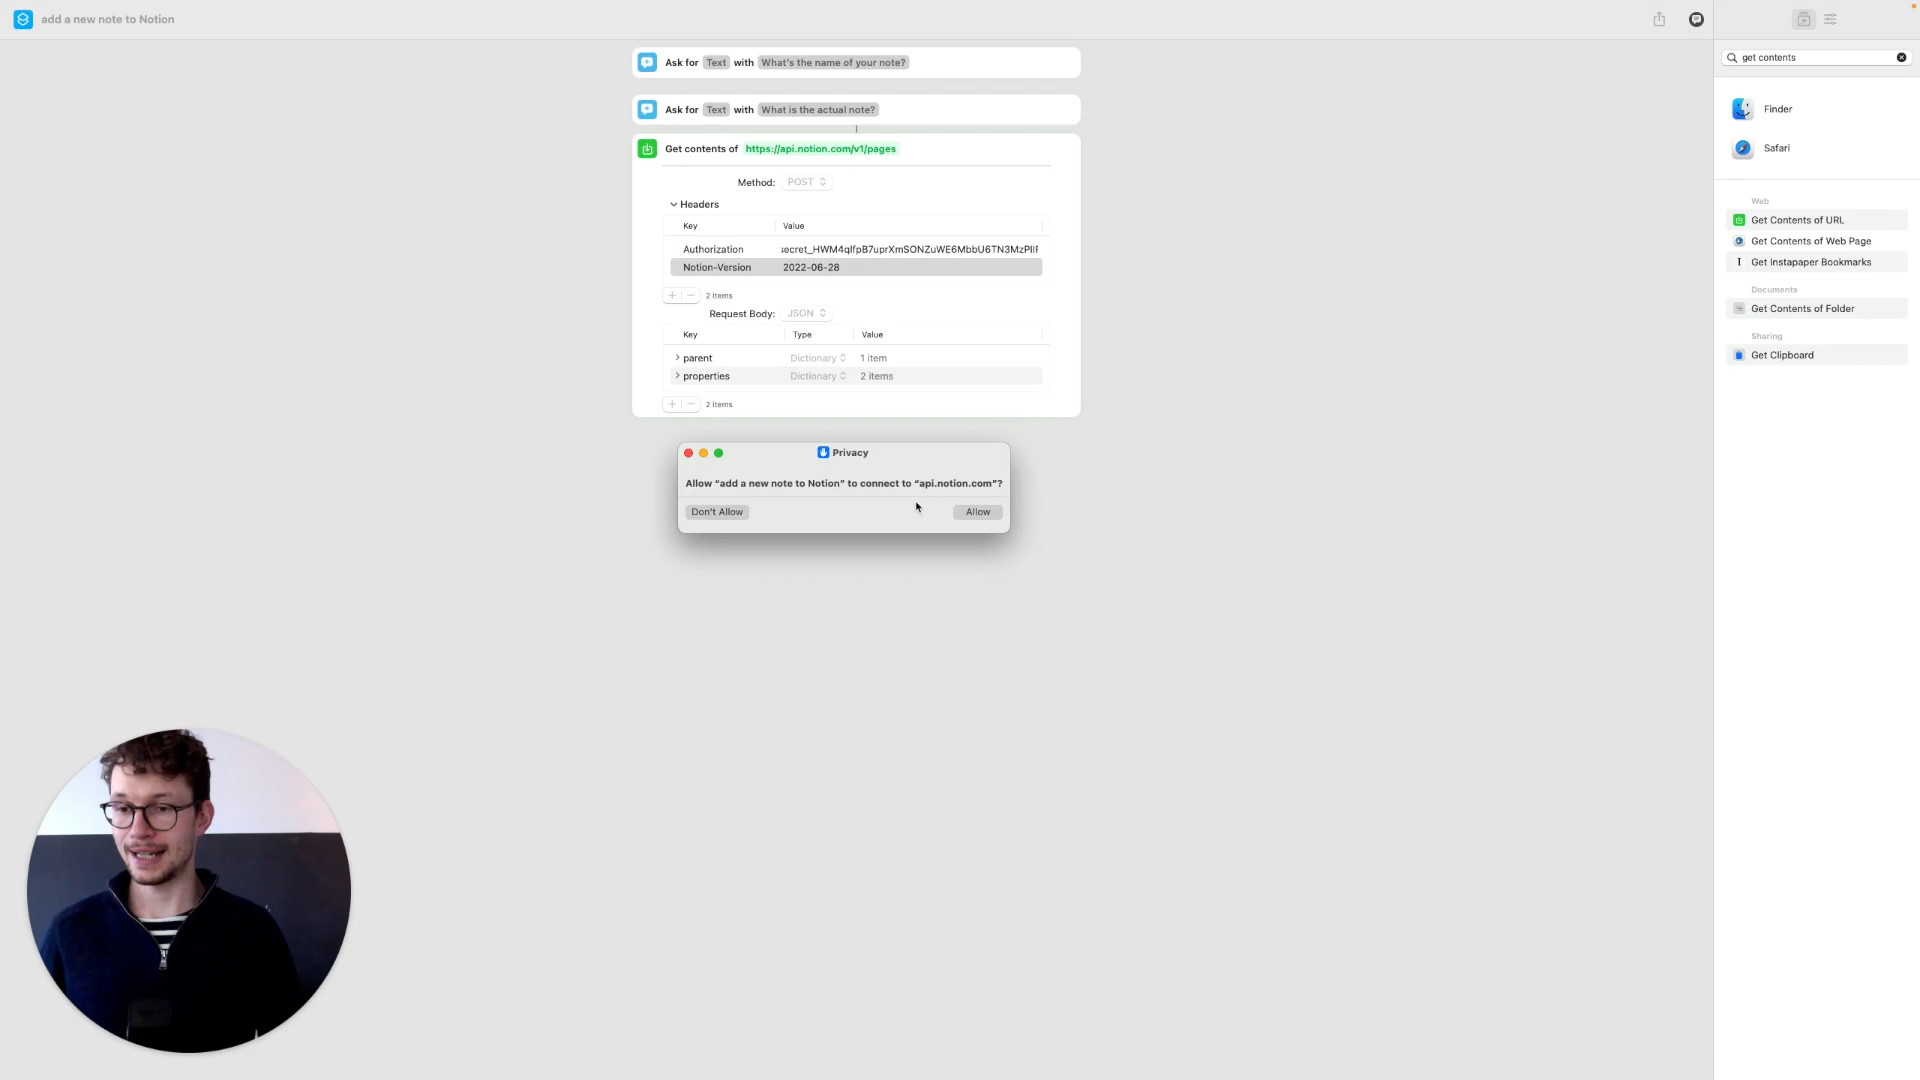 add a new note to Notion
get contents
Ask for Text with What's the name of your note?
Ask for Text with What is the actual note?
Get contents of https://api.notion.com/v1/pages
Method: POST
Headers
Key Value
Authorization
Notion-Version 2022-06-28
2 items
Request Body: JSON
Key Type Value
parent Dictionary 1 item
properties Dictionary 2 items
2 items
Privacy
Allow “add a new note to Notion” to connect to “api.notion.com”?
Don't Allow Allow
Finder
Safari
Web
Get Contents of URL
Get Contents of Web Page
Get Instapaper Bookmarks
Documents
Get Contents of Folder
Sharing
Get Clipboard